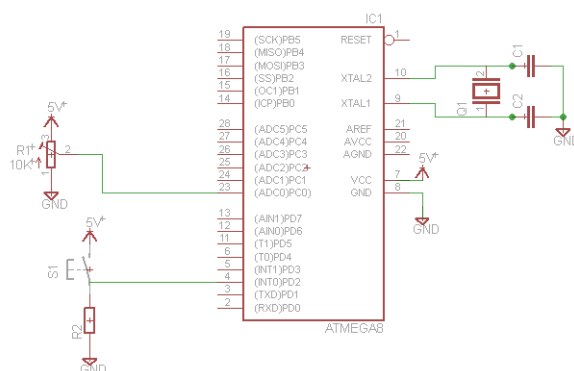 IC1
19 (SCK)PB5 RESET 1
18 (MISO)PB4
17 (MOSI)PB3 XTAL2 10
16 (SS)PB2
15 (OC1)PB1 XTAL1 9
14 (ICP)PB0
C1
C2
2
Q1
1
GND
28 (ADC5)PC5 AREF 21
27 (ADC4)PC4 AVCC 20
26 (ADC3)PC3 AGND 22
25 (ADC2)PC2
24 (ADC1)PC1 VCC 7
23 (ADC0)PC0) GND 8
5V
GND
5V
3
R1
2
10K
1
GND
13 (AIN1)PD7
12 (AIN0)PD6
11 (T1)PD5
6 (T0)PD4
5 (INT1)PD3
4 (INT0)PD2
3 (TXD)PD1
2 (RXD)PD0
ATMEGA8
5V
S1
R2
GND